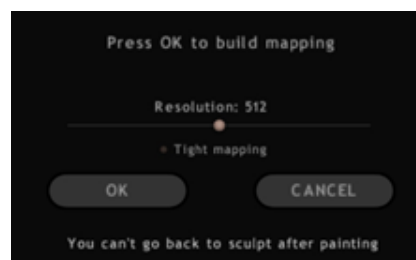 Press OK to build mapping
Resolution: 512
Tight mapping
OK CANCEL
You can't go back to sculpt after painting